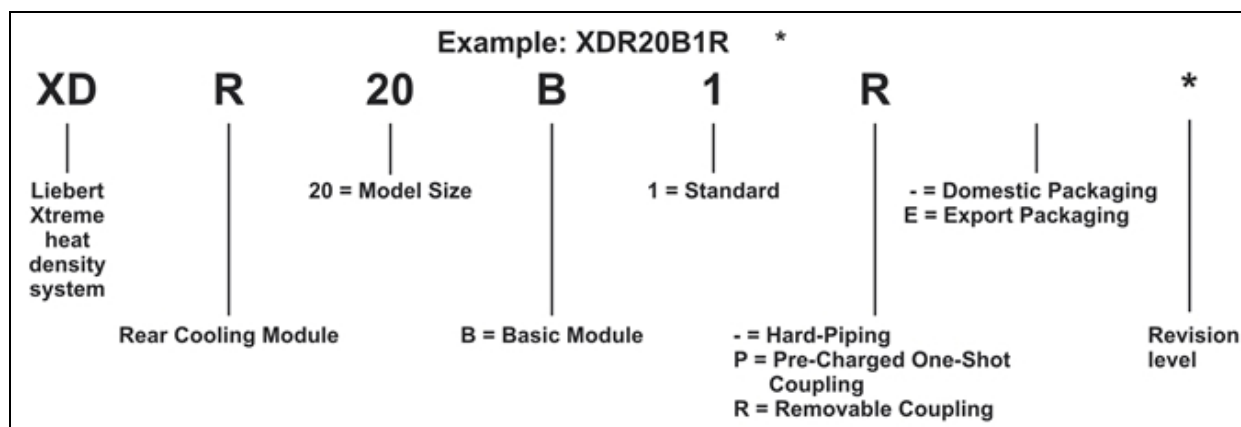 Example: XDR20B1R *
XD R 20 B 1 R *
Liebert
Xtreme
heat
density
system
20 = Model Size
1 = Standard
- = Domestic Packaging
E = Export Packaging
Rear Cooling Module
B = Basic Module
- = Hard-Piping
P = Pre-Charged One-Shot
Coupling
R = Removable Coupling
Revision
level